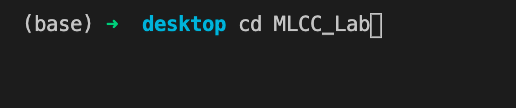 (base) ➜ desktop cd MLCC_Lab